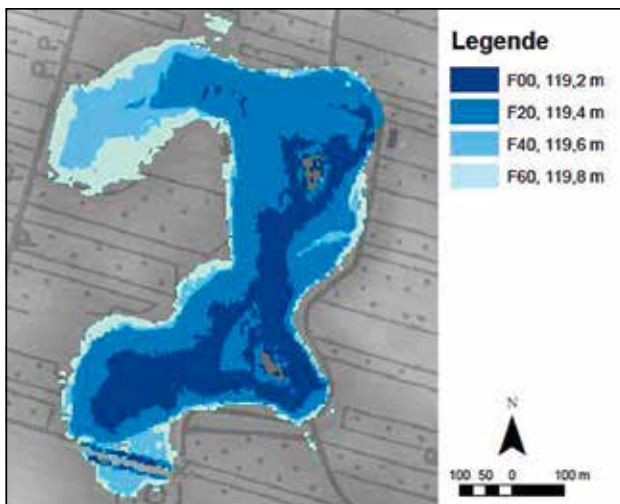 Legende
F00, 119,2 m
F20, 119,4 m
F40, 119,6 m
F60, 119,8 m
N
100 50 0 100 m